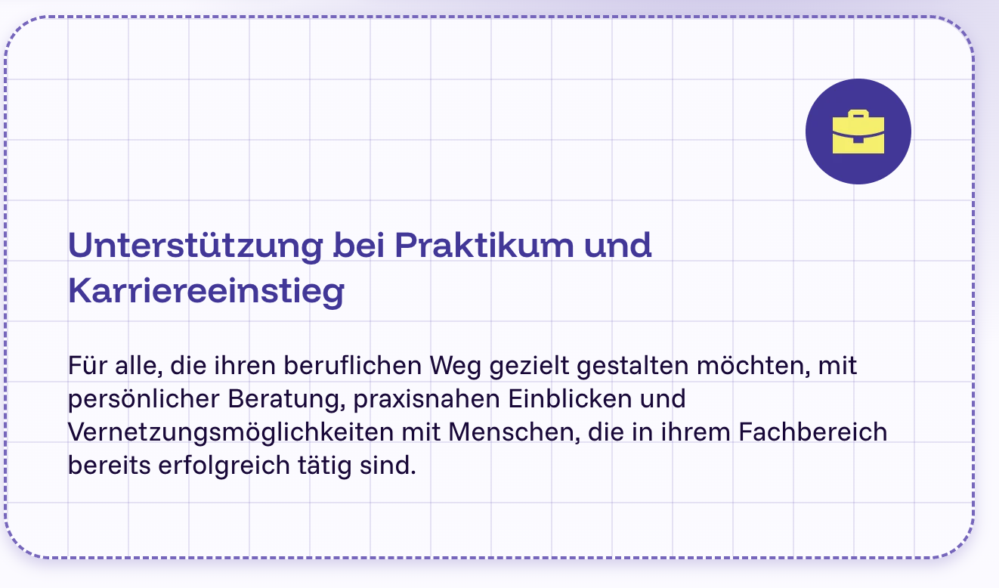 Unterstützung bei Praktikum und
Karriereeinstieg
Für alle, die ihren beruflichen Weg gezielt gestalten möchten, mit
persönlicher Beratung, praxisnahen Einblicken und
Vernetzungsmöglichkeiten mit Menschen, die in ihrem Fachbereich
bereits erfolgreich tätig sind.